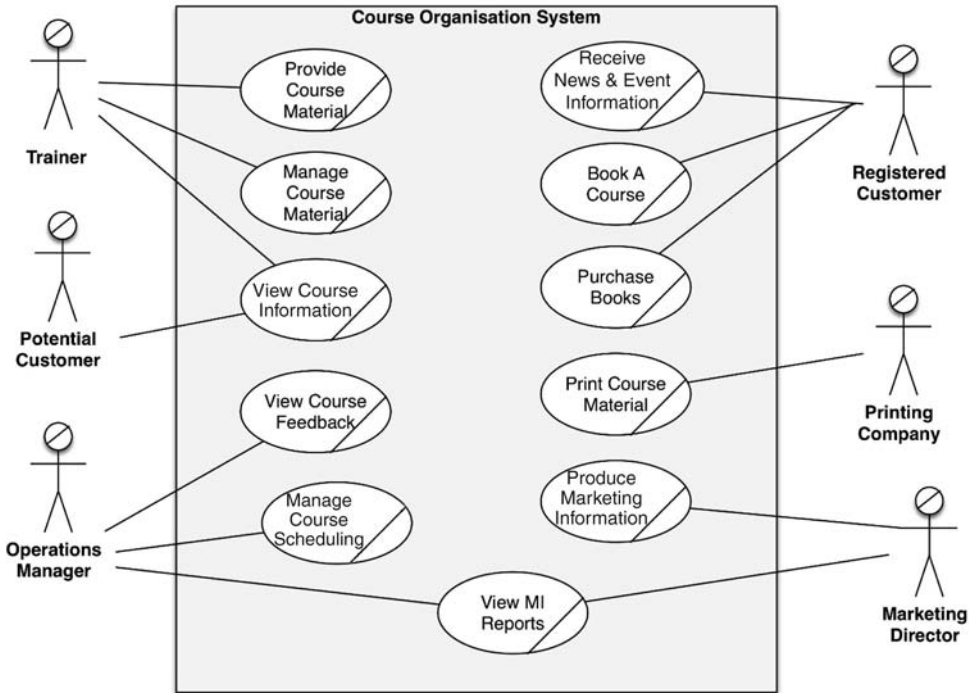 Course Organisation System
Provide
Course
Material
Receive
News & Event
Information
Trainer
Manage
Course
Material
Book A
Course
Registered
Customer
View Course
Information
Purchase
Books
Potential
Customer
View Course
Feedback
Print Course
Material
Printing
Company
Manage
Course
Scheduling
Produce
Marketing
Information
Operations
Manager
View MI
Reports
Marketing
Director